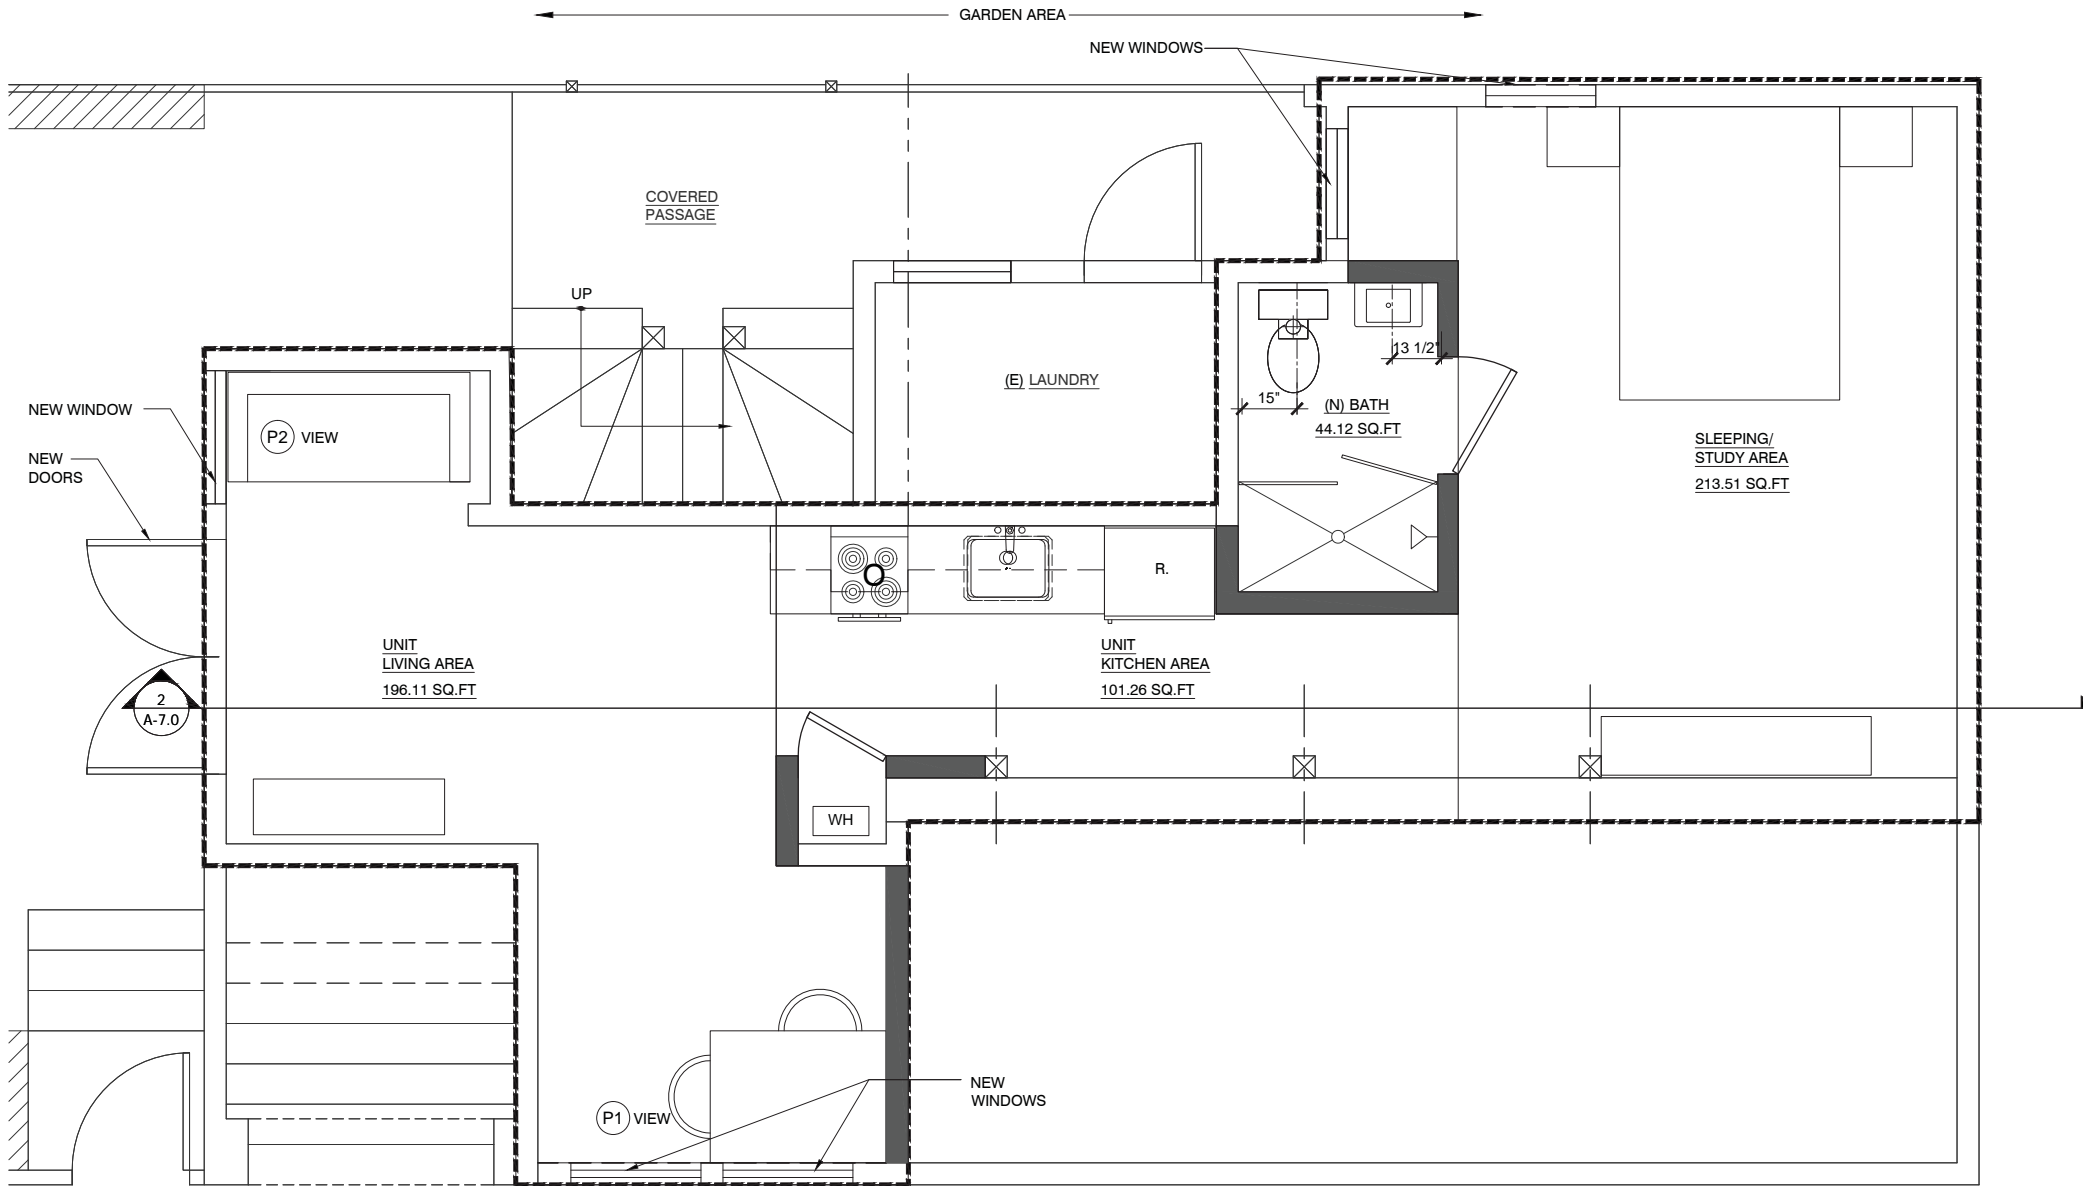 GARDEN AREA
NEW WINDOWS
COVERED
PASSAGE
UP
(E) LAUNDRY
13 1/2"
15"
(N) BATH
44.12 SQ.FT
NEW WINDOW
P2 VIEW
NEW
DOORS
SLEEPING/
STUDY AREA
213.51 SQ.FT
O
R.
UNIT
LIVING AREA
196.11 SQ.FT
UNIT
KITCHEN AREA
101.26 SQ.FT
2
A-7.0
WH
NEW
WINDOWS
P1 VIEW